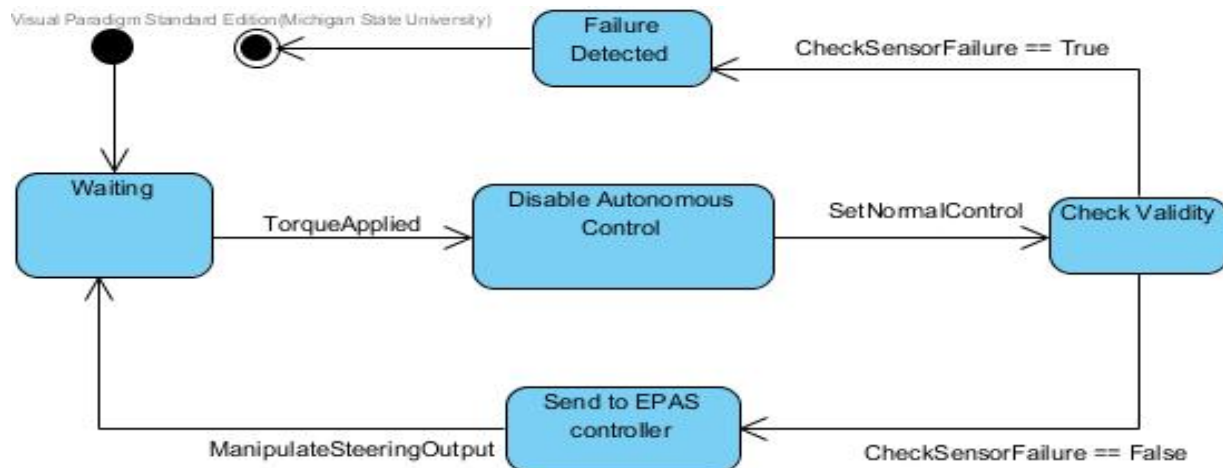 Visual Paradigm Standard Edition(Michigan State University)
Failure
Detected
CheckSensorFailure == True
Waiting
TorqueApplied
Disable Autonomous
Control
SetNormalControl
Check Validity
Send to EPAS
controller
ManipulateSteeringOutput
CheckSensorFailure == False